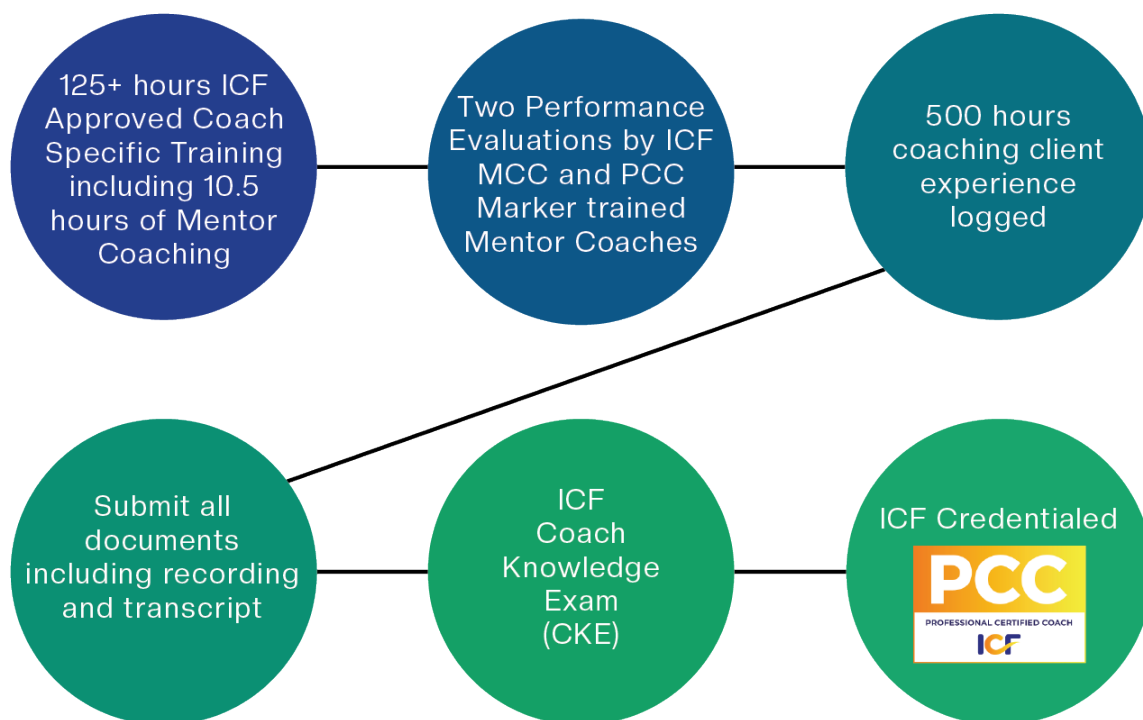 125+ hours ICF
Approved Coach
Specific Training
including 10.5
hours of Mentor
Coaching
Two Performance
Evaluations by ICF
MCC and PCC
Marker trained
Mentor Coaches
500 hours
coaching client
experience
logged
Submit all
documents
including recording
and transcript
ICF
Coach
Knowledge
Exam
(CKE)
ICF Credentialed
PCC
PROFESSIONAL CERTIFIED COACH
ICF